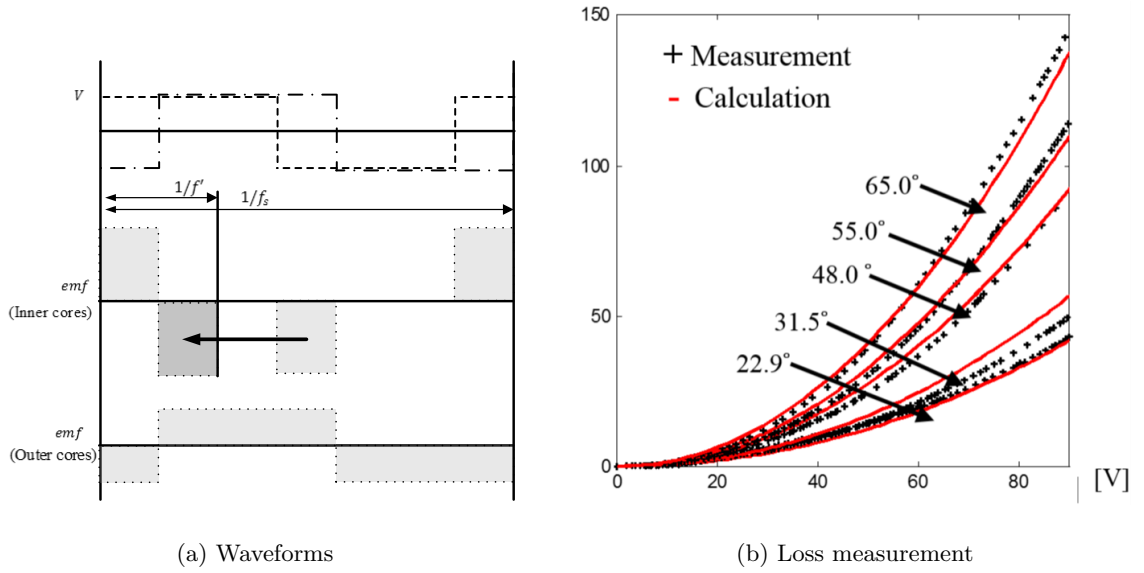 V
1/f'
1/fs
emf
(Inner cores)
emf
(Outer cores)
(a) Waveforms
150
100
50
0
0
20
40
60
80
[V]
+ Measurement
- Calculation
65.0°
55.0°
48.0°
31.5°
22.9°
(b) Loss measurement